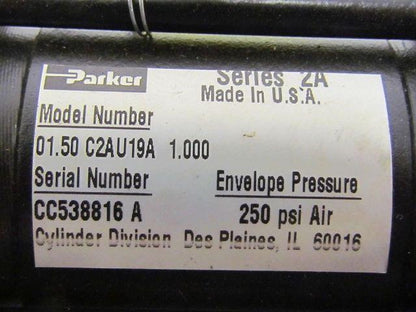 Parker Series 2A
Made In U.S.A.
Model Number
01.50 C2AU19A 1.000
Serial Number Envelope Pressure
CC538816 A 250 psi Air
Cylinder Division Des Plaines, IL 60016